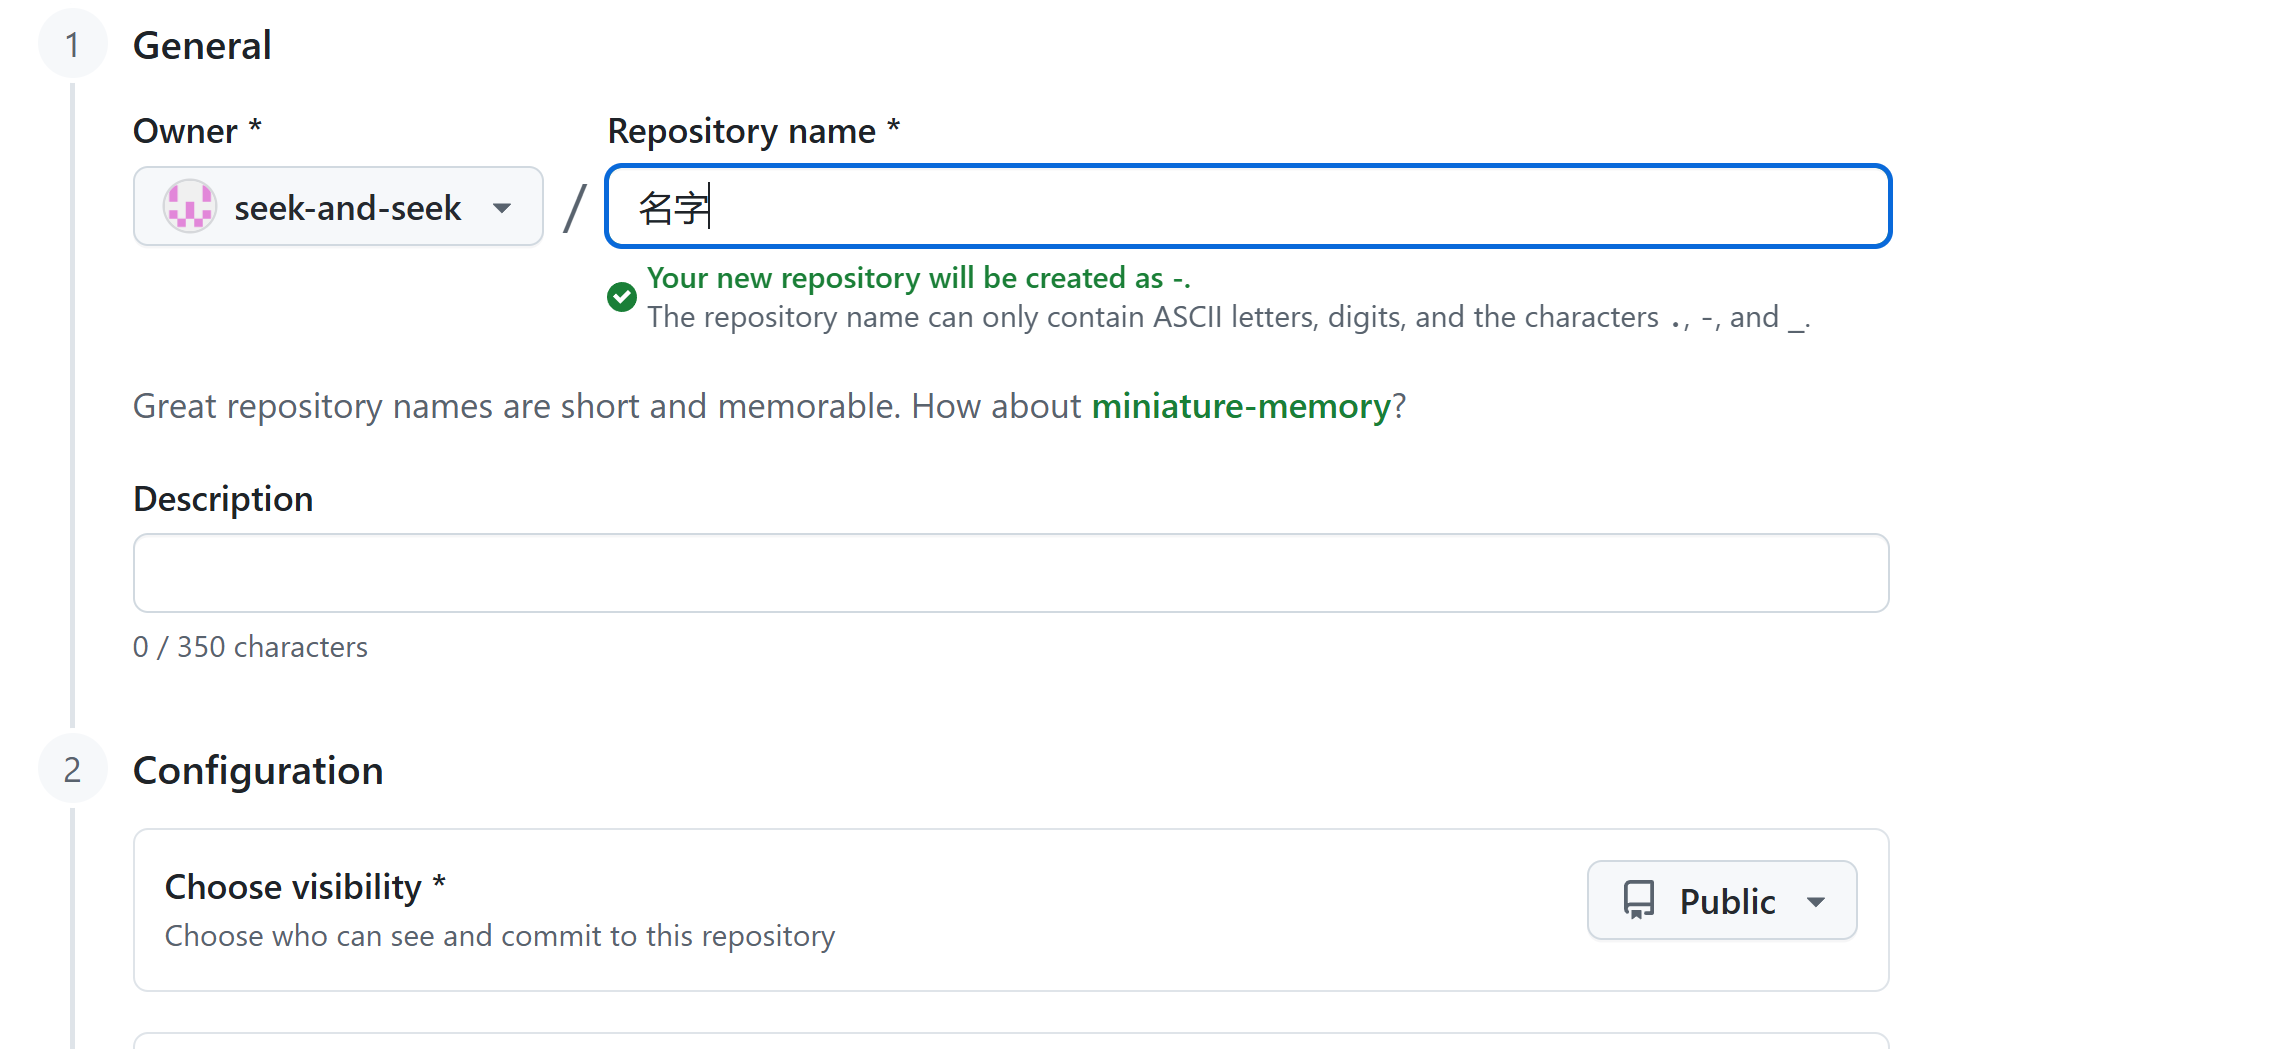 1
General
Owner *
Repository name *
seek-and-seek
/
名字
Your new repository will be created as -.
The repository name can only contain ASCII letters, digits, and the characters ., -, and _.
Great repository names are short and memorable. How about miniature-memory?
Description
0 / 350 characters
2
Configuration
Choose visibility *
Public
Choose who can see and commit to this repository